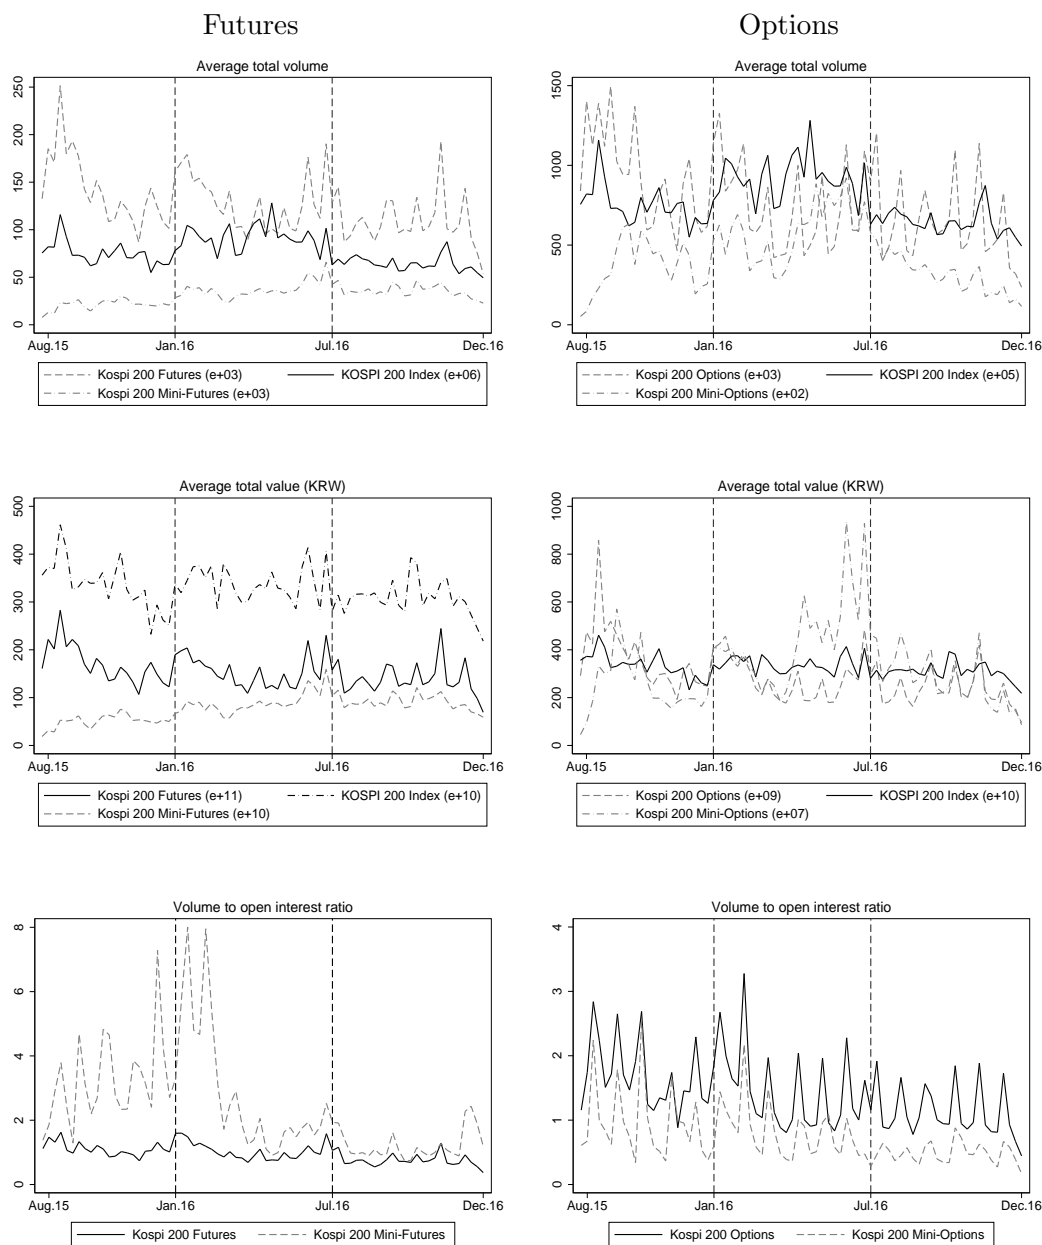 Futures
Options
Average total volume
0 50 100 150 200 250
Aug.15 Jan.16 Jul.16 Dec.16
Kospi 200 Futures (e+03) KOSPI 200 Index (e+06)
Kospi 200 Mini-Futures (e+03)
Average total volume
0 500 1000 1500
Aug.15 Jan.16 Jul.16 Dec.16
Kospi 200 Options (e+03) KOSPI 200 Index (e+05)
Kospi 200 Mini-Options (e+02)
Average total value (KRW)
0 100 200 300 400 500
Aug.15 Jan.16 Jul.16 Dec.16
Kospi 200 Futures (e+11) KOSPI 200 Index (e+10)
Kospi 200 Mini-Futures (e+10)
Average total value (KRW)
0 200 400 600 800 1000
Aug.15 Jan.16 Jul.16 Dec.16
Kospi 200 Options (e+09) KOSPI 200 Index (e+10)
Kospi 200 Mini-Options (e+07)
Volume to open interest ratio
0 2 4 6 8
Aug.15 Jan.16 Jul.16 Dec.16
Kospi 200 Futures Kospi 200 Mini-Futures
Volume to open interest ratio
0 1 2 3 4
Aug.15 Jan.16 Jul.16 Dec.16
Kospi 200 Options Kospi 200 Mini-Options